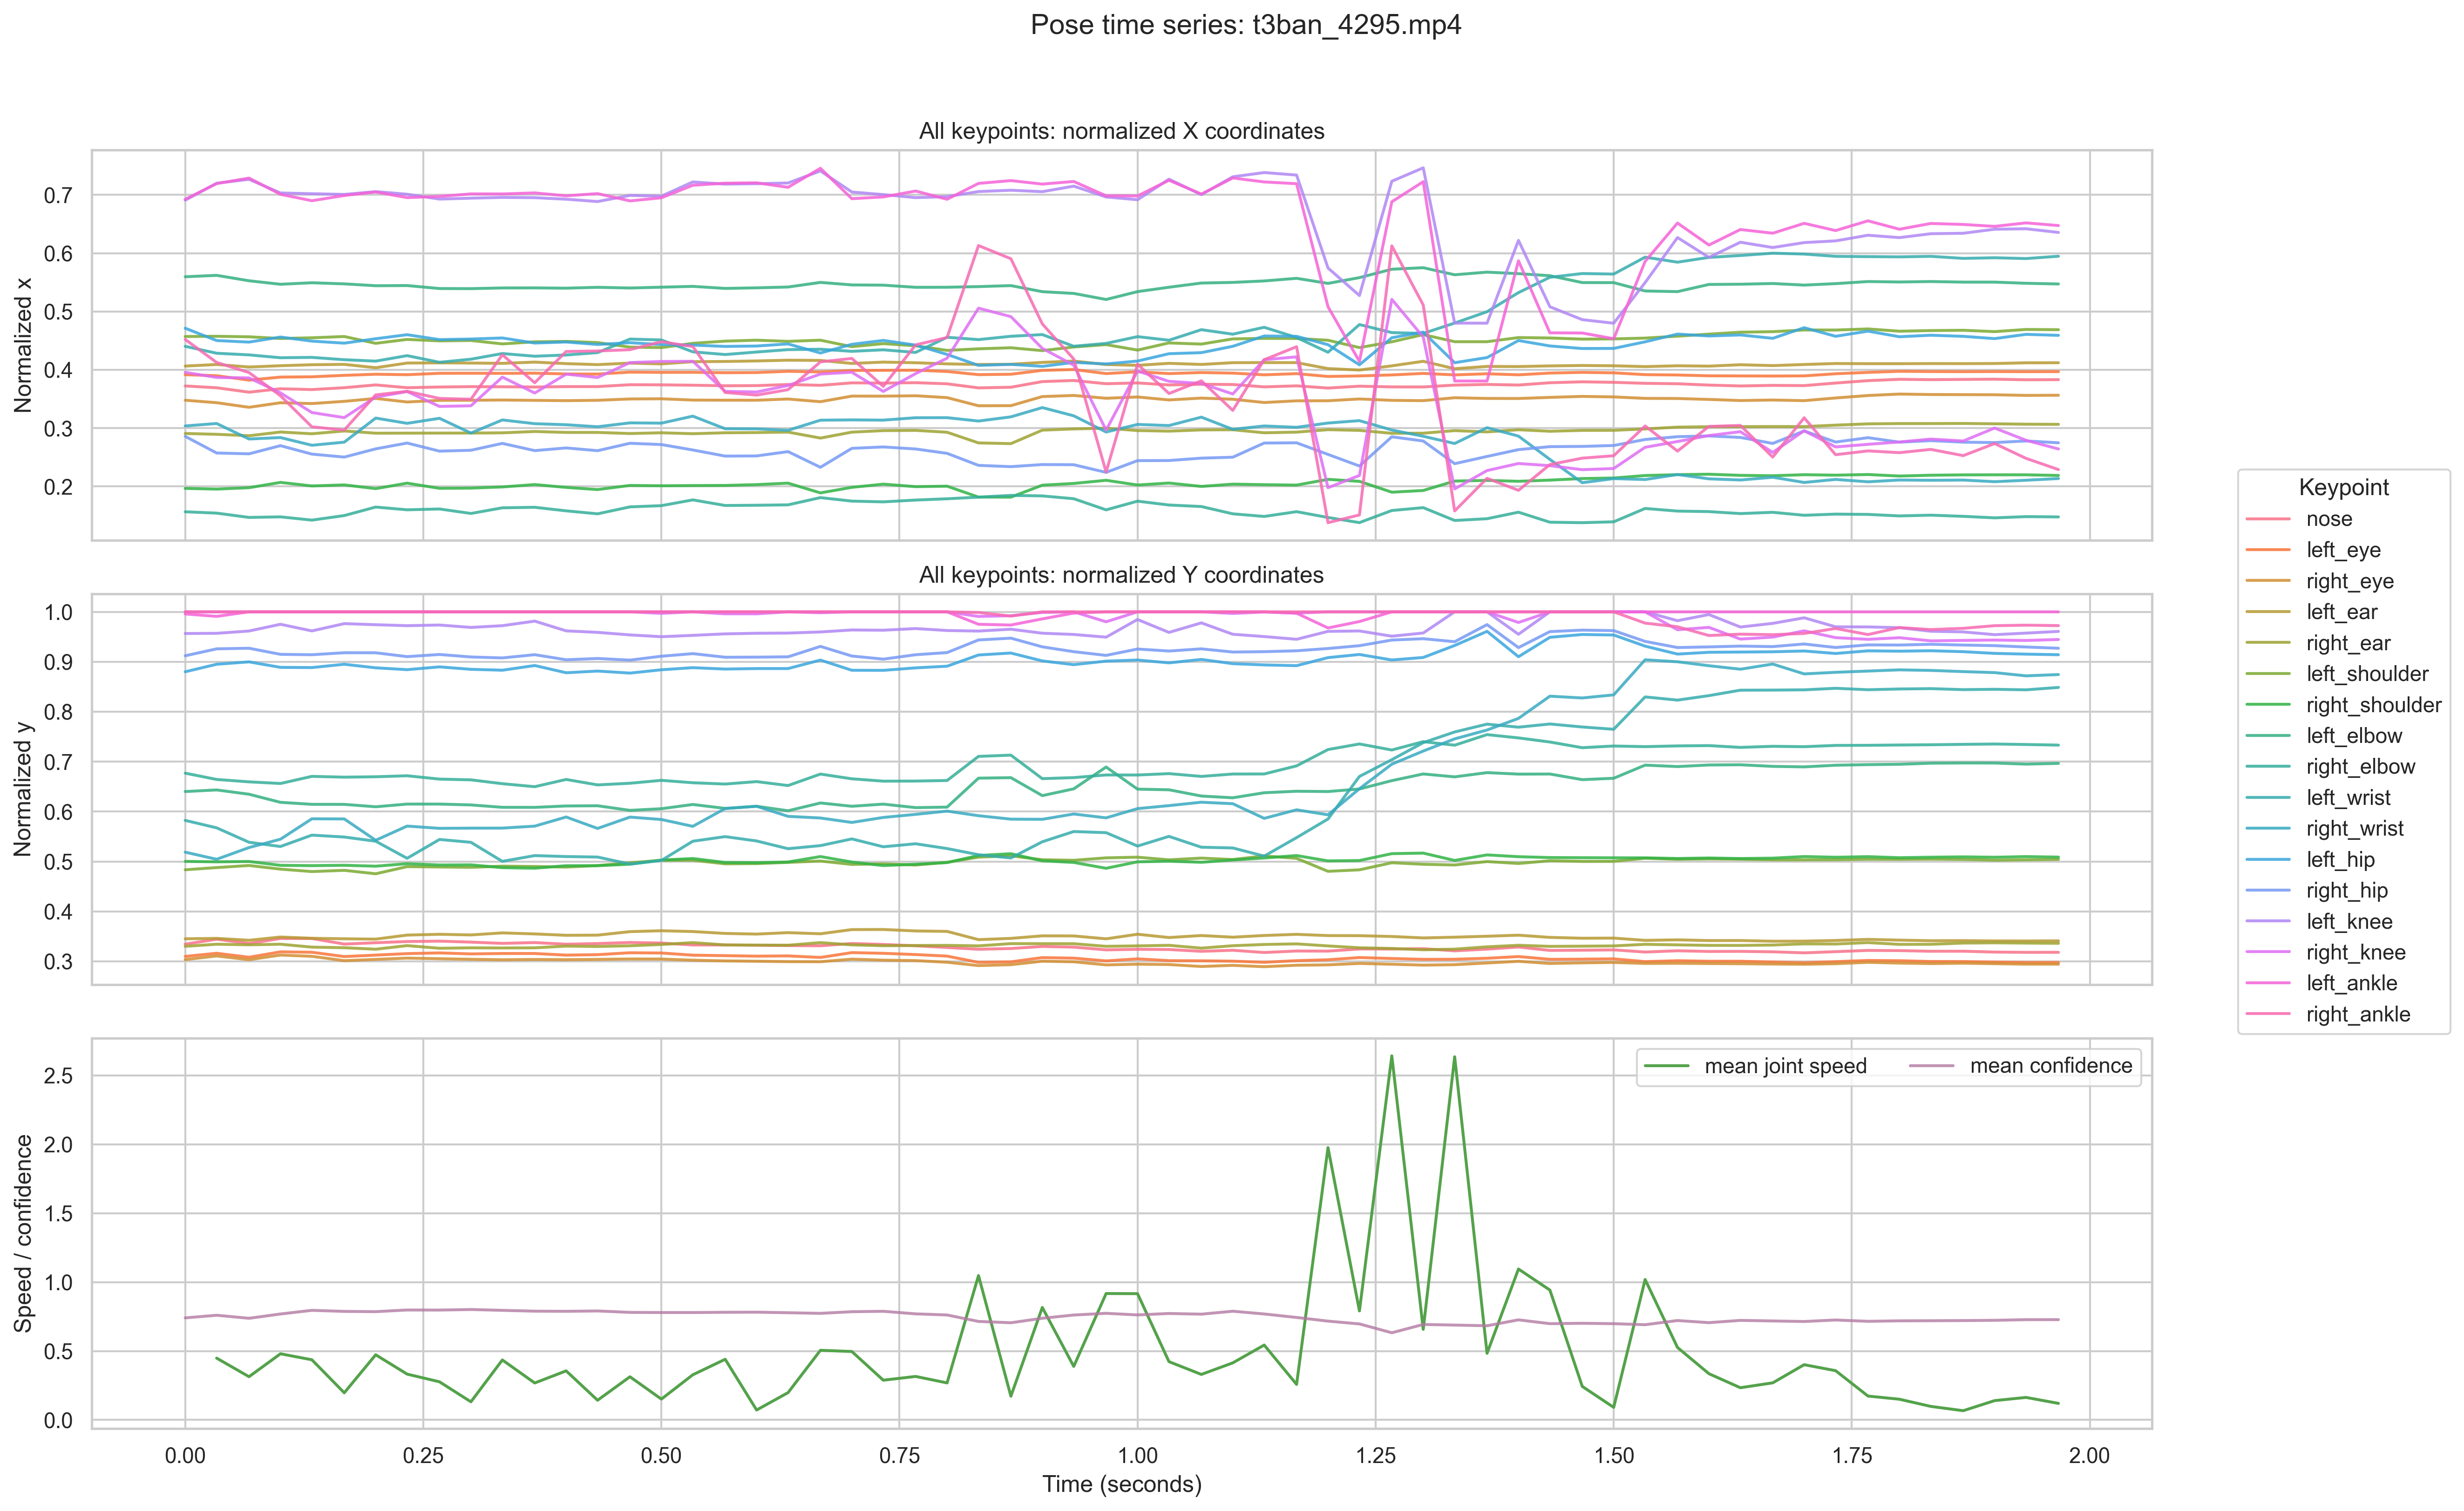 Pose time series: t3ban_4295.mp4
All keypoints: normalized X coordinates
Normalized x
0.7
0.6
0.5
0.4
0.3
0.2
All keypoints: normalized Y coordinates
Normalized y
1.0
0.9
0.8
0.7
0.6
0.5
0.4
0.3
Keypoint
nose
left_eye
right_eye
left_ear
right_ear
left_shoulder
right_shoulder
left_elbow
right_elbow
left_wrist
right_wrist
left_hip
right_hip
left_knee
right_knee
left_ankle
right_ankle
mean joint speed mean confidence
Speed / confidence
2.5
2.0
1.5
1.0
0.5
0.0
0.00 0.25 0.50 0.75 1.00 1.25 1.50 1.75 2.00
Time (seconds)